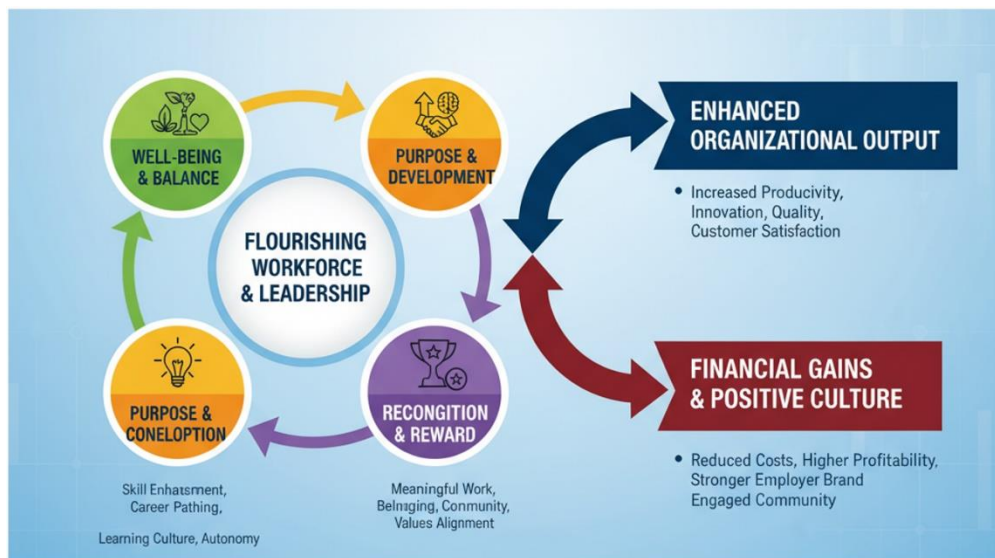 WELL-BEING
& BALANCE
PURPOSE &
DEVELOPMENT
FLOURISHING
WORKFORCE
& LEADERSHIP
PURPOSE &
CONELOPTION
RECONGITION
& REWARD
Skill Enhatsment,
Career Pathing,
Learning Culture, Autonomy
Meaningful Work,
Belnıging, Community,
Values Alignment
ENHANCED
ORGANIZATIONAL OUTPUT
• Increased Producivity,
Innovation, Quality,
Customer Satisfaction
FINANCIAL GAINS
& POSITIVE CULTURE
• Reduced Costs, Higher Profitability,
Stronger Employer Brand
Engaged Community